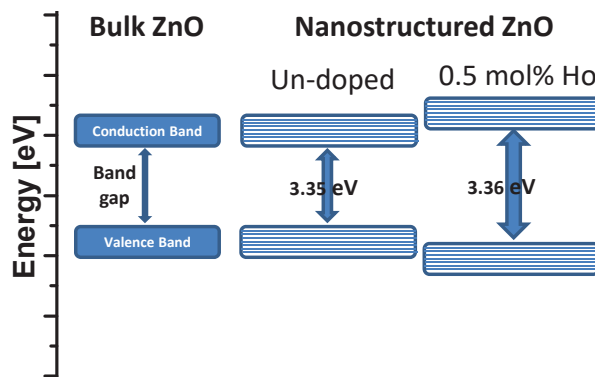 Bulk ZnO
Nanostructured ZnO
Un-doped
0.5 mol% Ho
Conduction Band
Band
gap
3.35 eV
3.36 eV
Valence Band
Energy [eV]